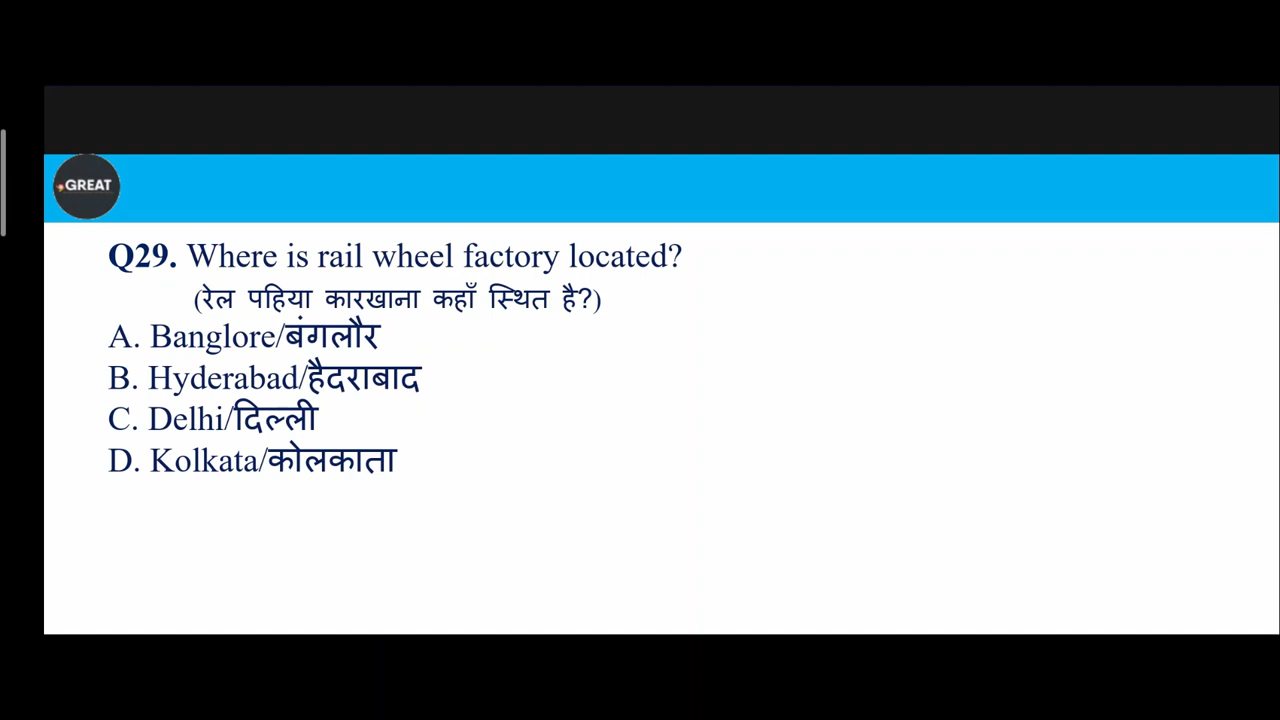 GREAT
Q29. Where is rail wheel factory located?
(रेल पहिया कारखाना कहाँ स्थित है?)
A. Banglore/बंगलौर
B. Hyderabad/हैदराबाद
C. Delhi/दिल्ली
D. Kolkata/कोलकाता